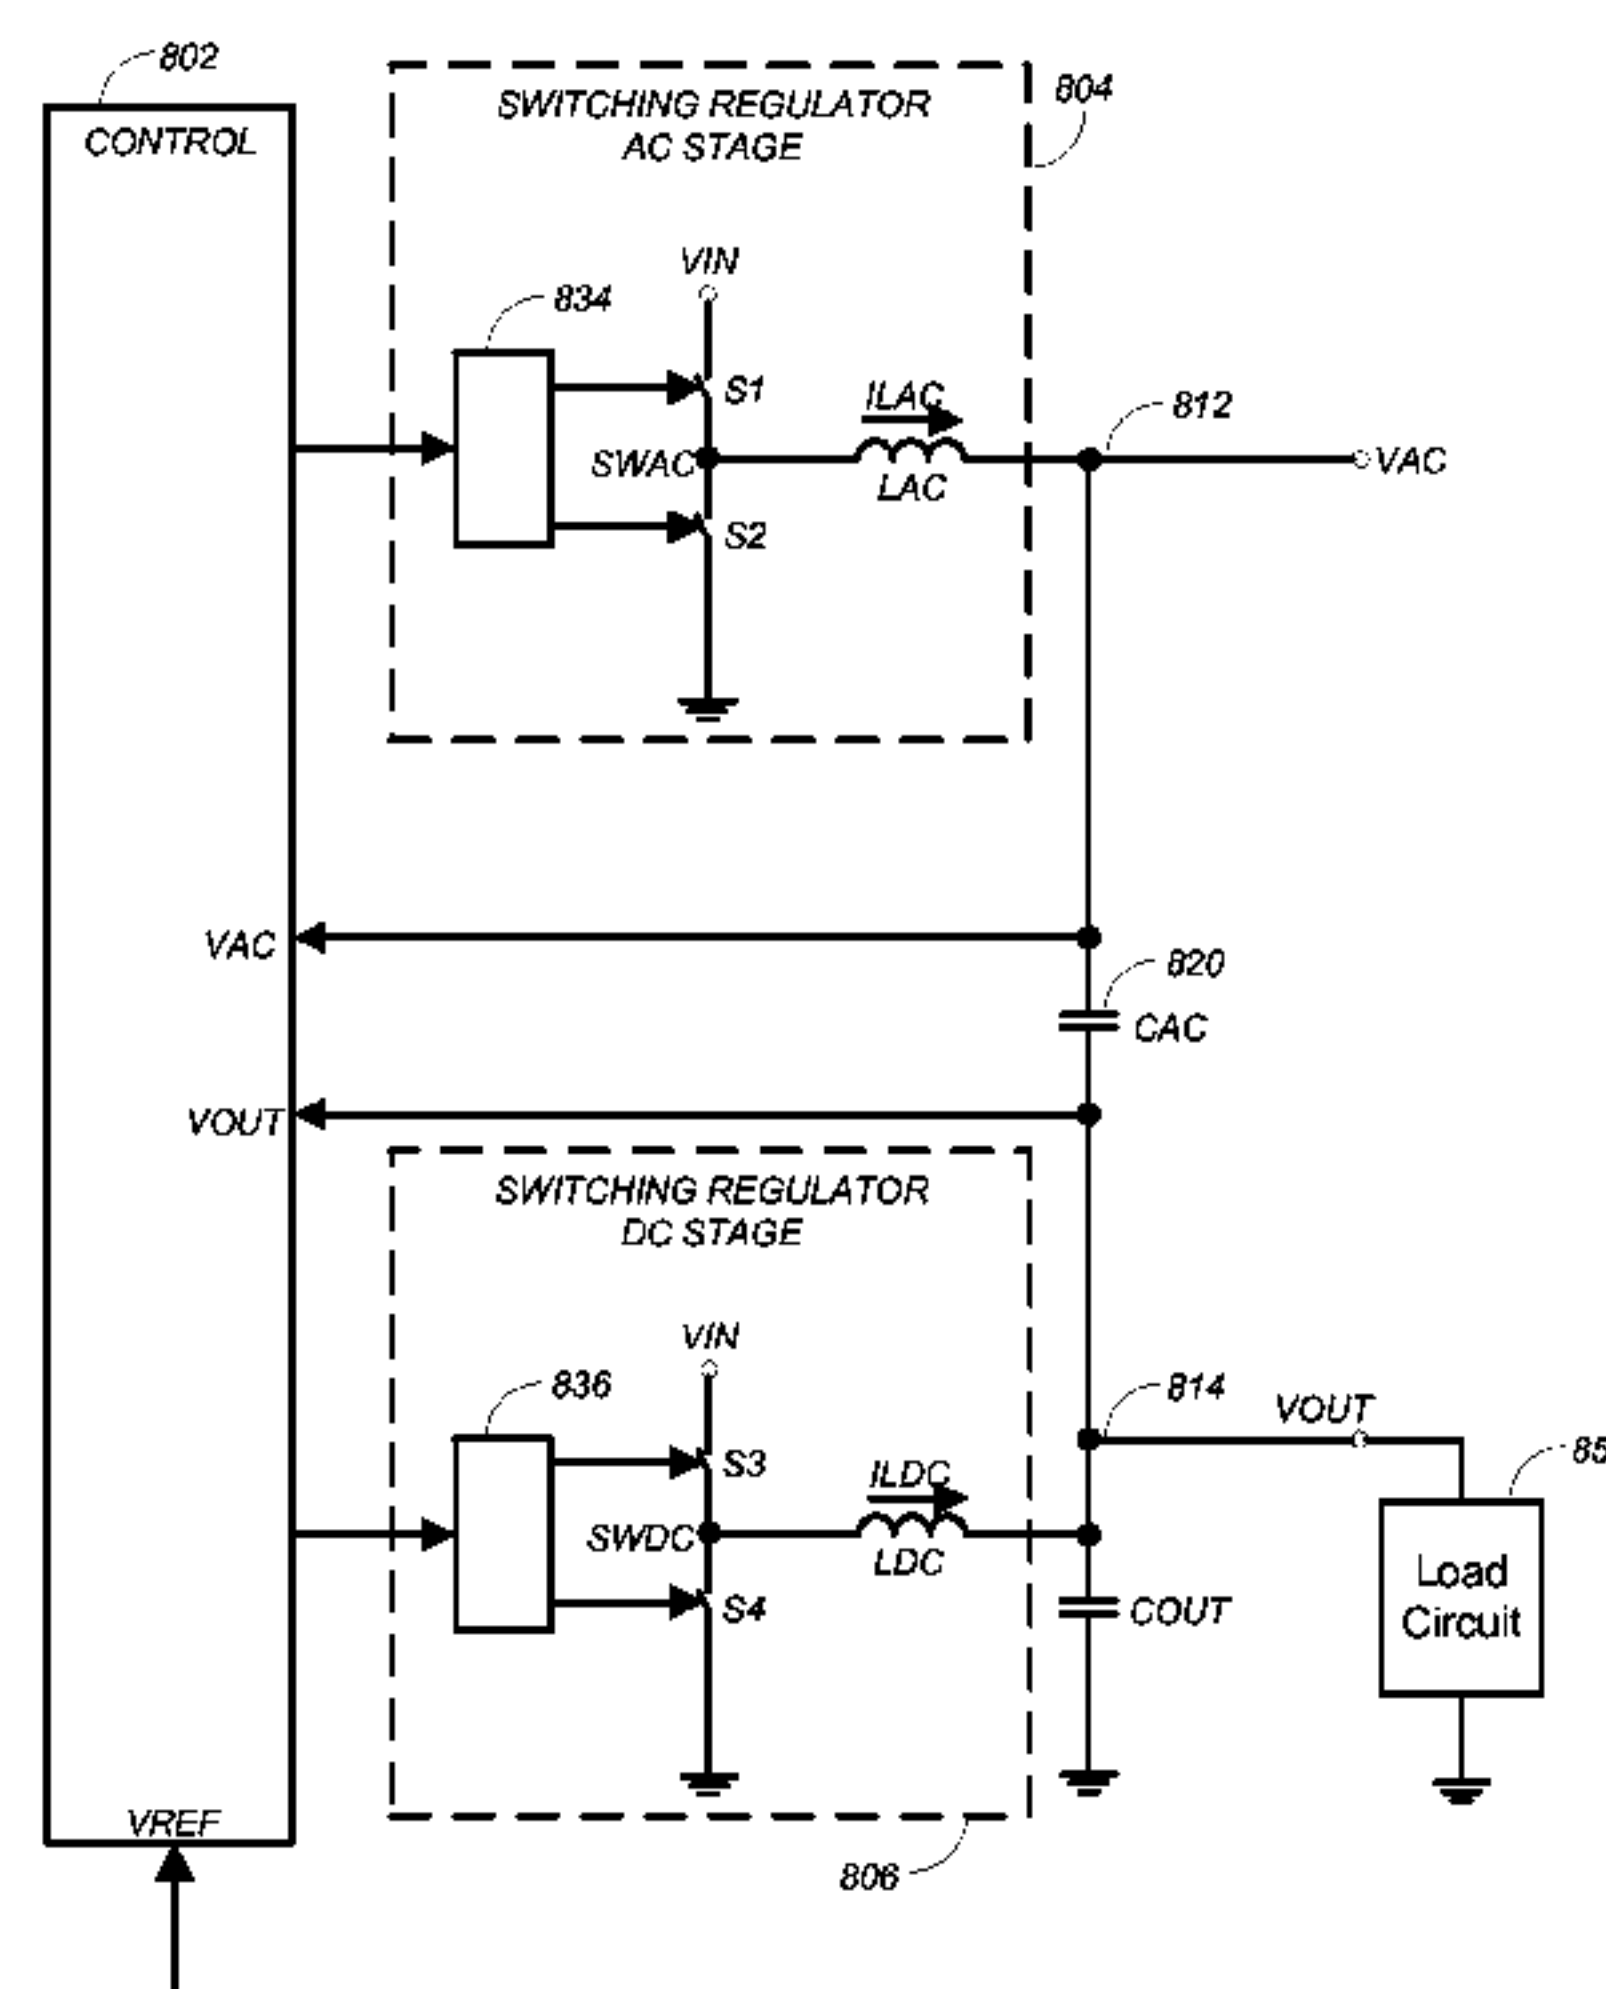 802
CONTROL
SWITCHING REGULATOR
AC STAGE
804
VIN
834
S1
ILAC
812
SWAC
LAC
VAC
S2
VAC
820
CAC
VOUT
SWITCHING REGULATOR
DC STAGE
VIN
836
814
VOUT
S3
ILDC
85
SWDC
LDC
S4
COUT
Load
Circuit
VREF
806